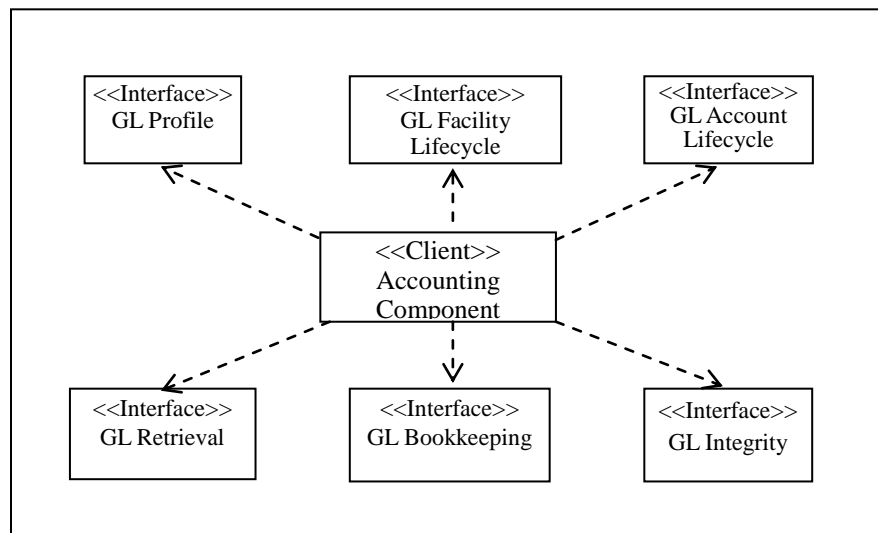 <<Interface>>
GL Profile
<<Interface>>
GL Facility
Lifecycle
<<Interface>>
GL Account
Lifecycle
<<Client>>
Accounting
Component
<<Interface>>
GL Retrieval
<<Interface>>
GL Bookkeeping
<<Interface>>
GL Integrity